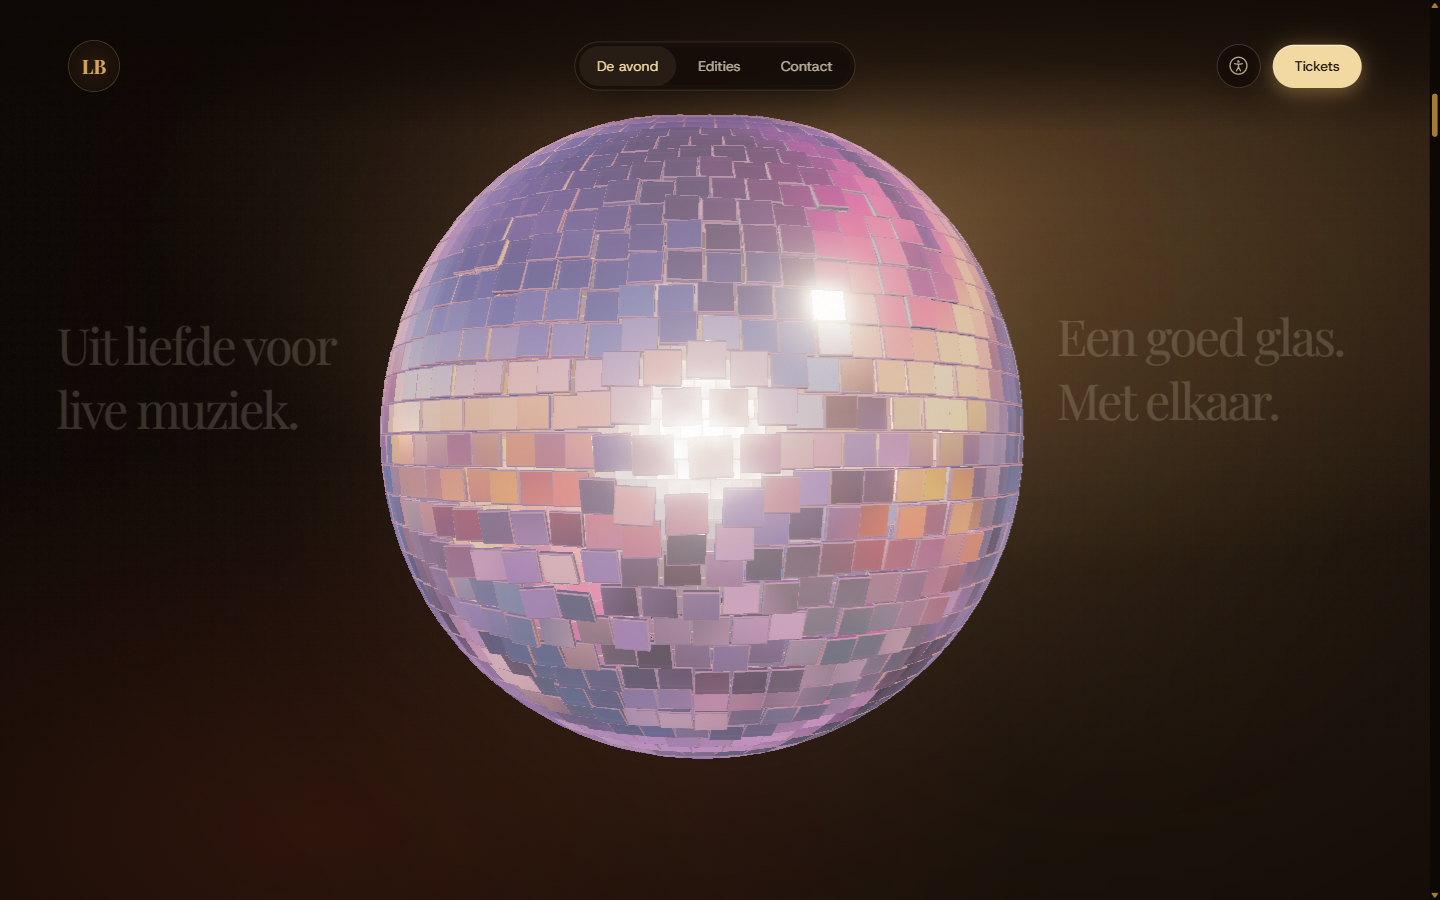 LB
De avond
Edities
Contact
Tickets
Uit liefde voor
live muziek.
Een goed glas.
Met elkaar.